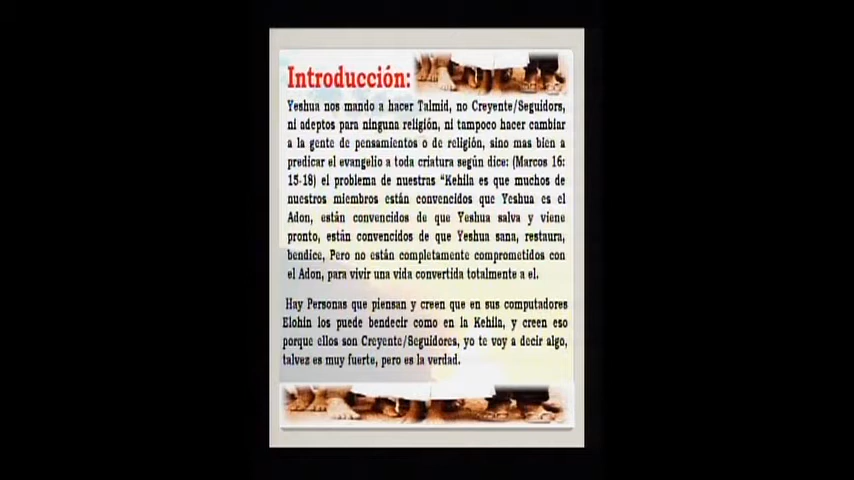 Introducción:
Yeshua nos mando a hacer Talmid, no Creyente/Seguidors,
ni adeptos para ninguna religión, ni tampoco hacer cambiar
a la gente de pensamientos o de religión, sino mas bien a
predicar el evangelio a toda criatura según dice: (Marcos 16:
15-18) el problema de nuestras “Kehila es que muchos de
nuestros miembros están convencidos que Yeshua es el
Adon, están convencidos de que Yeshua salva y viene
pronto, están convencidos de que Yeshua sana, restaura,
bendice, Pero no están completamente comprometidos con
el Adon, para vivir una vida convertida totalmente a el.
Hay Personas que piensan y creen que en sus computadores
Elohin los puede bendecir como en la Kehila, y creen eso
porque ellos son Creyente/Seguidores, yo te voy a decir algo,
talvez es muy fuerte, pero es la verdad.